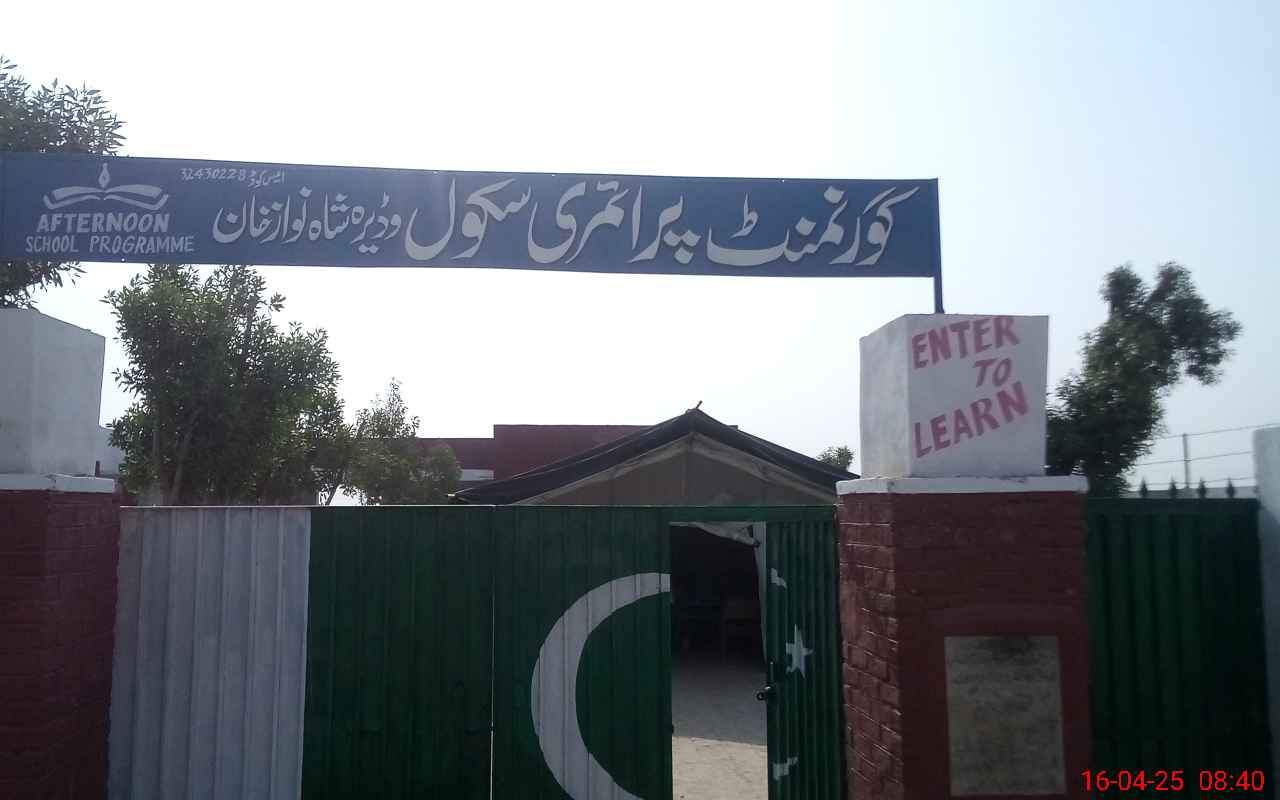 ایس کوڈ 32430228
گورنمنٹ پرائمری سکول وڈیرہ شاہ نواز خان
AFTERNOON
SCHOOL PROGRAMME
ENTER
TO
LEARN
16-04-25 08:40